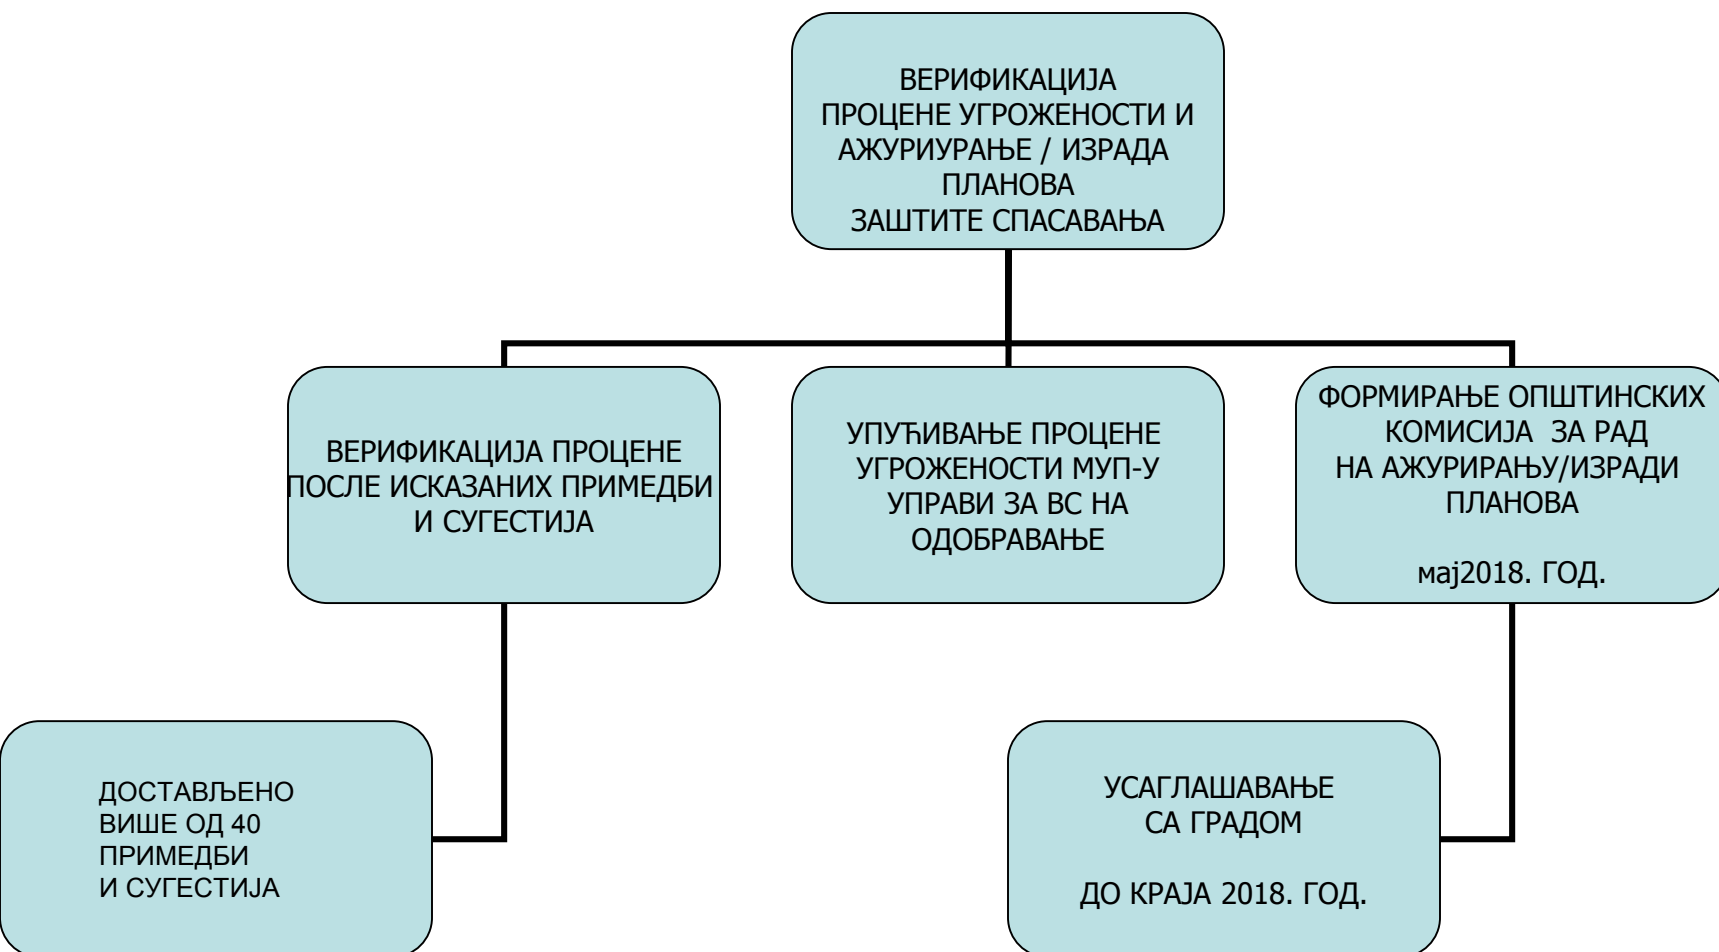 ВЕРИФИКАЦИЈА
ПРОЦЕНЕ УГРОЖЕНОСТИ И
АЖУРИУРАЊЕ / ИЗРАДА
ПЛАНОВА
ЗАШТИТЕ СПАСАВАЊА
ВЕРИФИКАЦИЈА ПРОЦЕНЕ
ПОСЛЕ ИСКАЗАНИХ ПРИМЕДБИ
И СУГЕСТИЈА
УПУЋИВАЊЕ ПРОЦЕНЕ
УГРОЖЕНОСТИ МУП-У
УПРАВИ ЗА ВС НА
ОДОБРАВАЊЕ
ФОРМИРАЊЕ ОПШТИНСКИХ
КОМИСИЈА ЗА РАД
НА АЖУРИРАЊУ/ИЗРАДИ
ПЛАНОВА
мај2018. ГОД.
ДОСТАВЉЕНО
ВИШЕ ОД 40
ПРИМЕДБИ
И СУГЕСТИЈА
УСАГЛАШАВАЊЕ
СА ГРАДОМ
ДО КРАЈА 2018. ГОД.